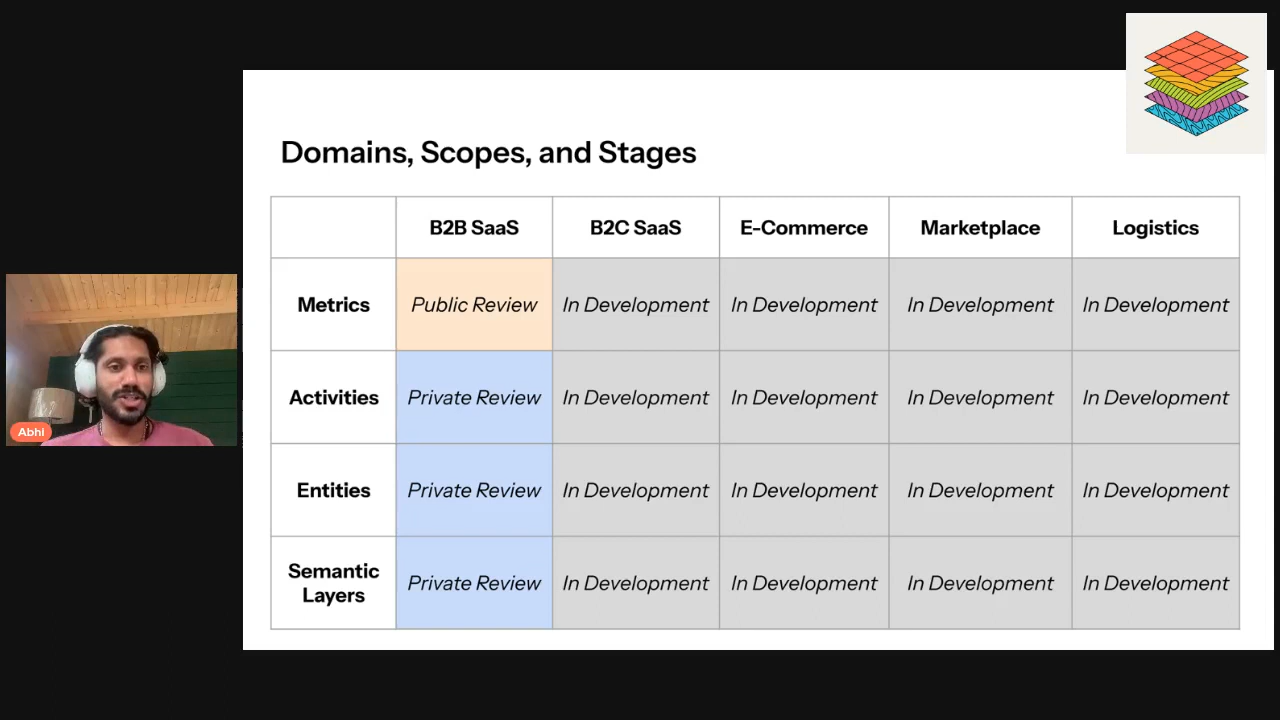 Domains, Scopes, and Stages
B2B SaaS
B2C SaaS
E-Commerce
Marketplace
Logistics
Metrics
Public Review
In Development
In Development
In Development
In Development
Activities
Private Review
In Development
In Development
In Development
In Development
Entities
Private Review
In Development
In Development
In Development
In Development
Semantic
Layers
Private Review
In Development
In Development
In Development
In Development
Abhi